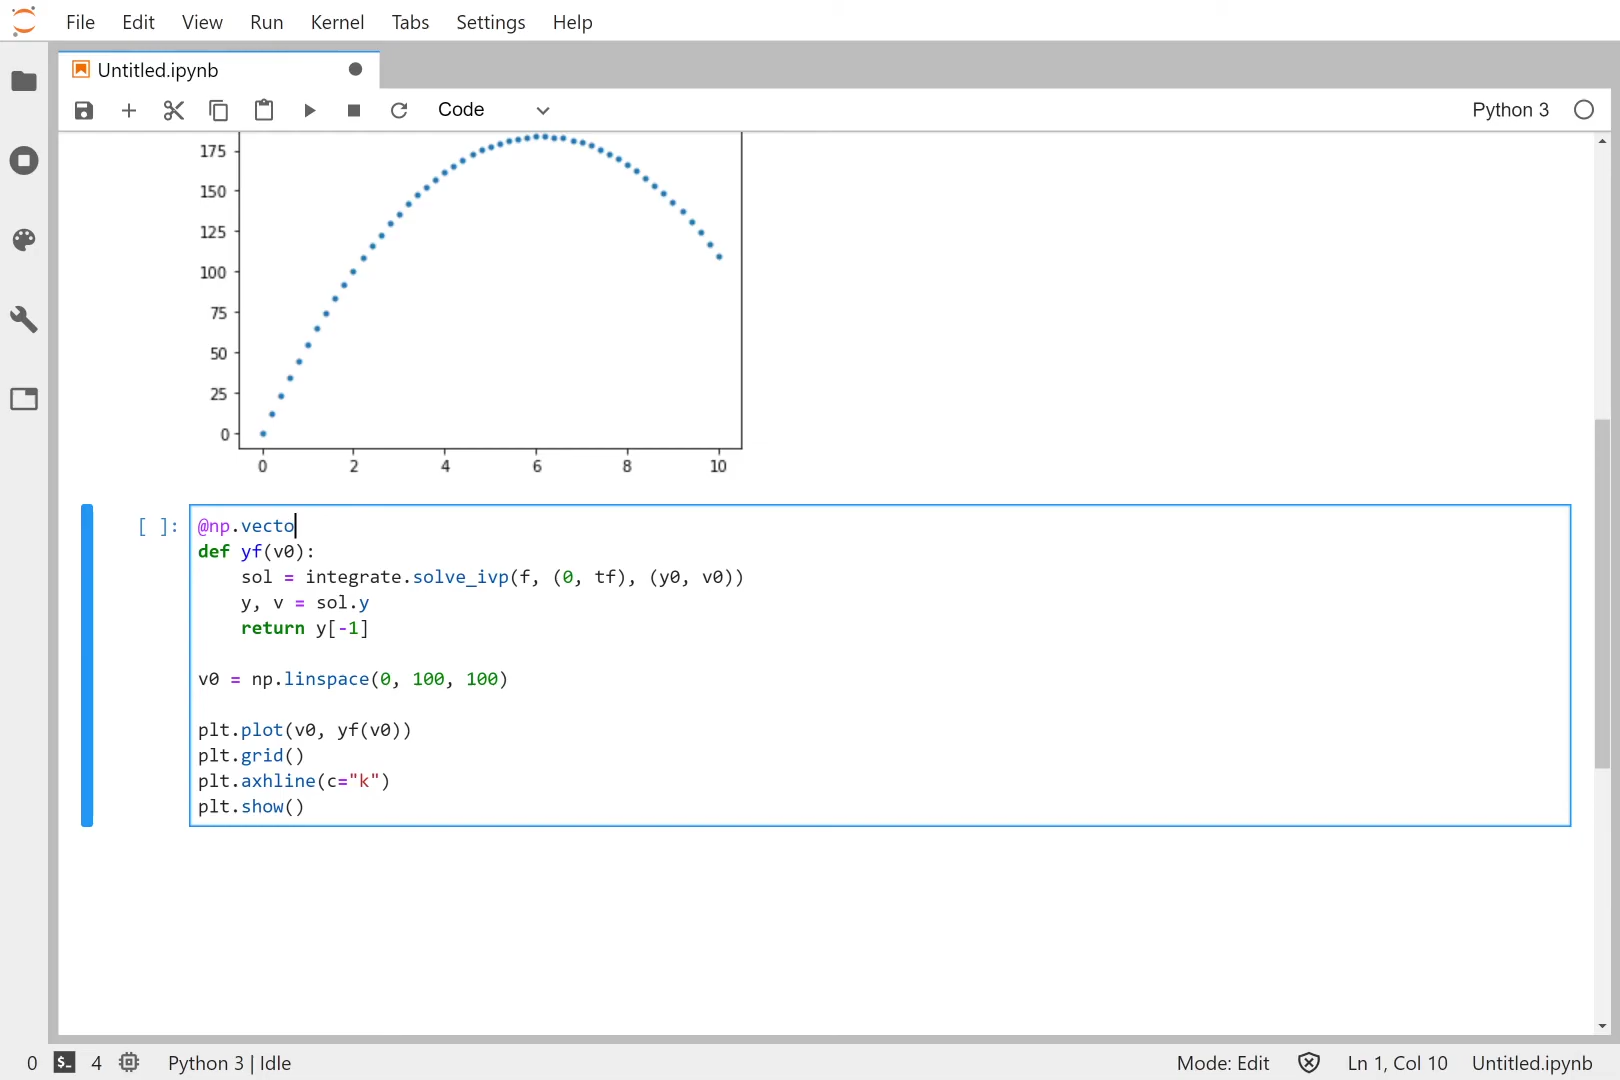 File Edit View Run Kernel Tabs Settings Help
Untitled.ipynb
Code
Python 3
175
150
125
100
75
50
25
0
0 2 4 6 8 10
[ ]:
@np.vecto
def yf(v0):
    sol = integrate.solve_ivp(f, (0, tf), (y0, v0))
    y, v = sol.y
    return y[-1]
v0 = np.linspace(0, 100, 100)
plt.plot(v0, yf(v0))
plt.grid()
plt.axhline(c="k")
plt.show()
0 $_ 4 Python 3 | Idle Mode: Edit Ln 1, Col 10 Untitled.ipynb